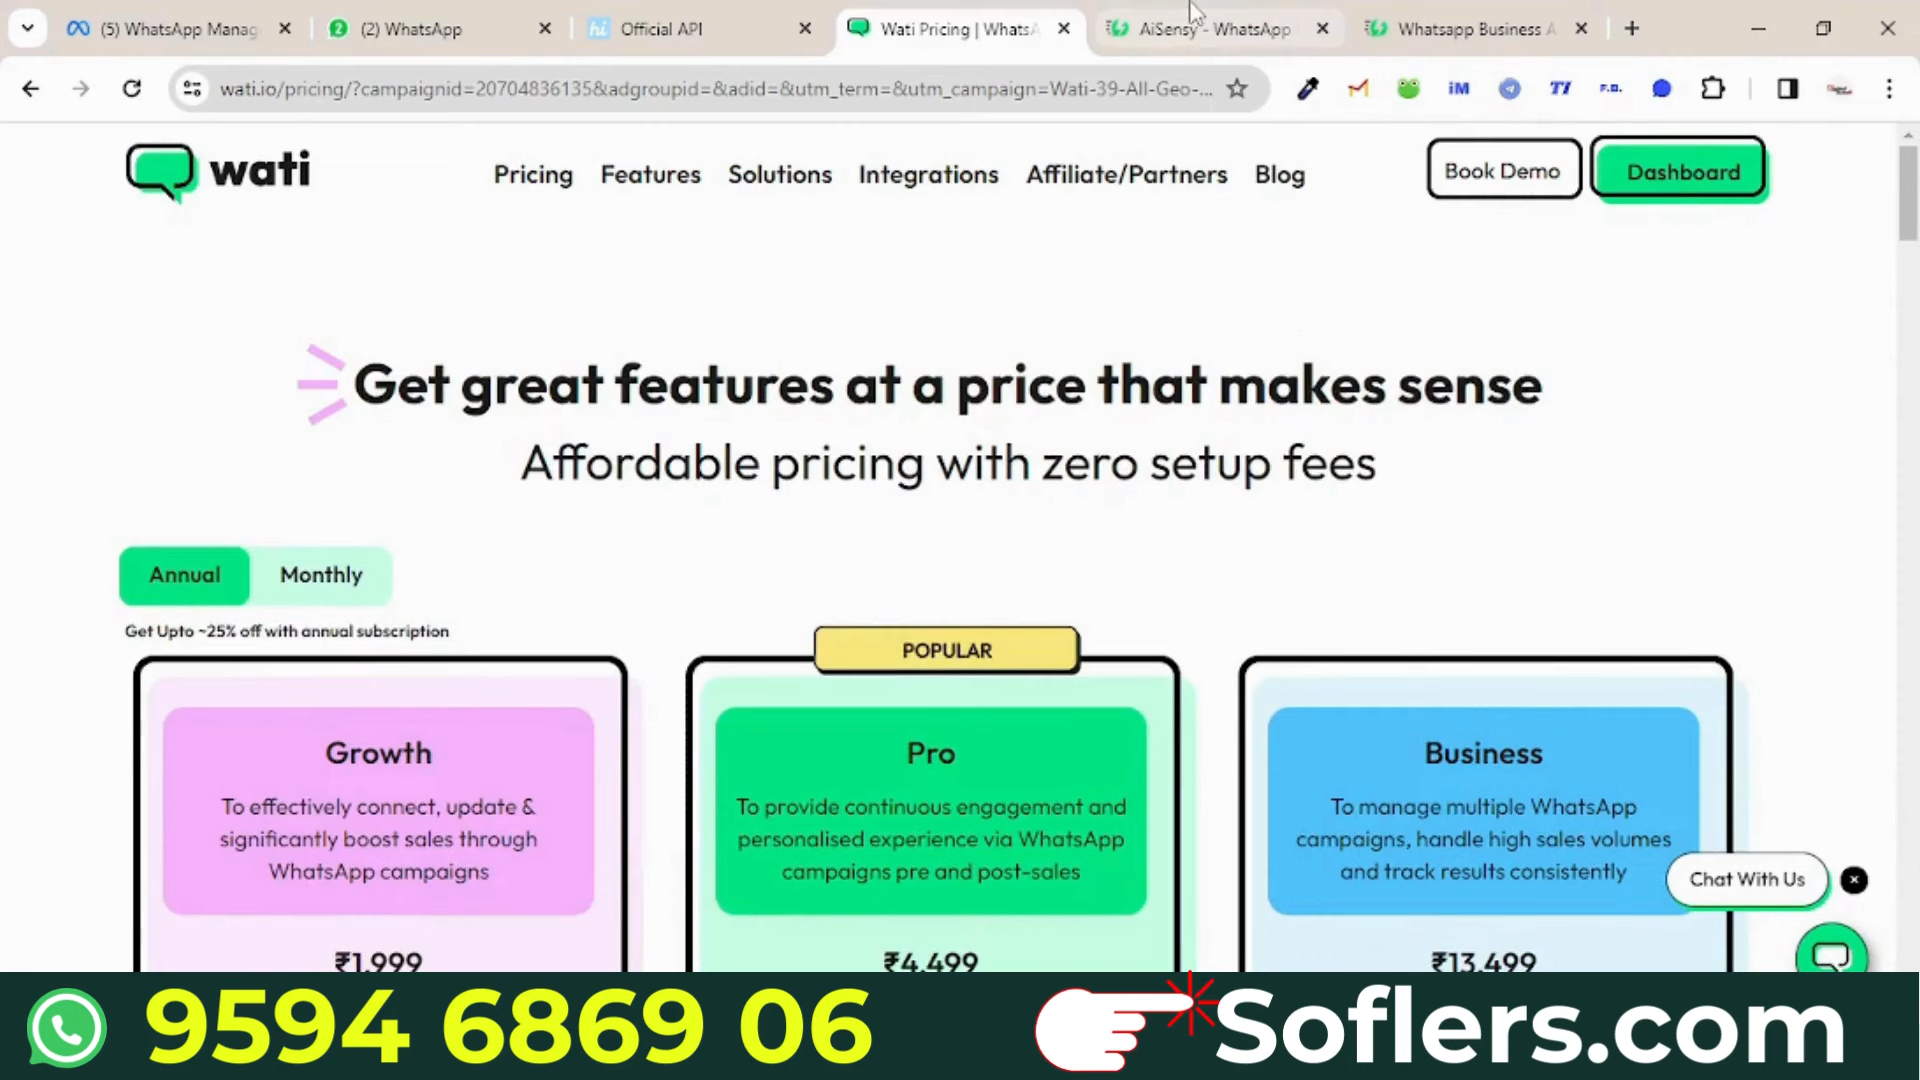 (5) WhatsApp Manag
2
(2) WhatsApp
hi
Official API
Wati Pricing | WhatsA
AiSensy - WhatsApp
Whatsapp Business A
wati.io/pricing/?campaignid=20704836135&adgroupid=&adid=&utm_term=&utm_campaign=Wati-39-All-Geo-...
iM
wati
Pricing
Features
Solutions
Integrations
Affiliate/Partners
Blog
Book Demo
Dashboard
Get great features at a price that makes sense
Affordable pricing with zero setup fees
Annual
Monthly
Get Upto ~25% off with annual subscription
POPULAR
Growth
To effectively connect, update &
significantly boost sales through
WhatsApp campaigns
₹1,999
Pro
To provide continuous engagement and
personalised experience via WhatsApp
campaigns pre and post-sales
₹4,499
Business
To manage multiple WhatsApp
campaigns, handle high sales volumes
and track results consistently
₹13,499
Chat With Us
9594 6869 06
Soflers.com